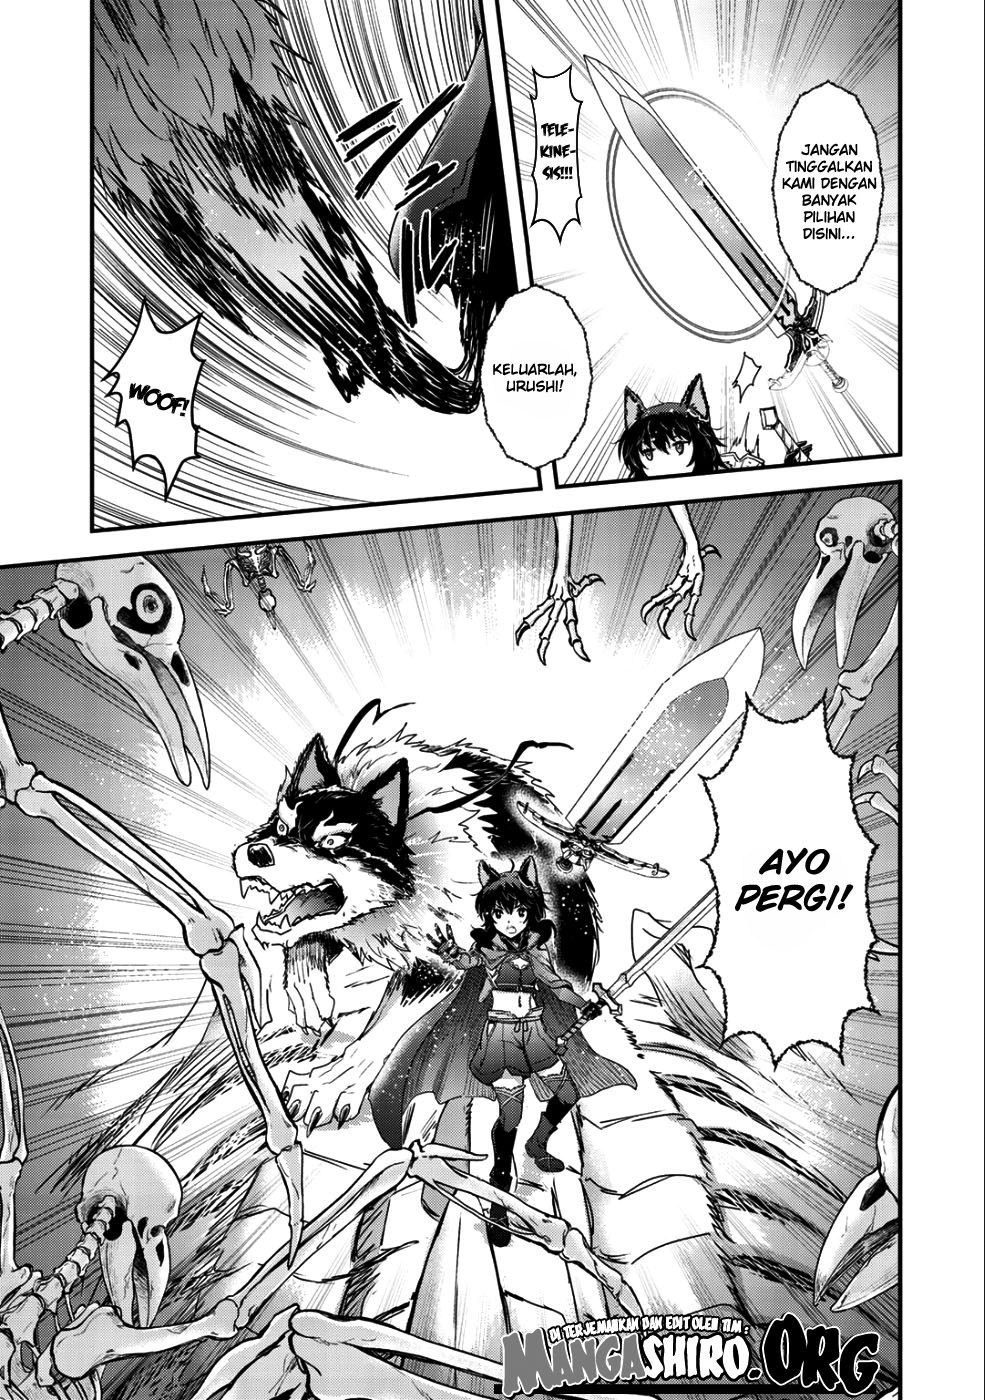 JANGAN
TINGGALKAN
KAMI DENGAN
BANYAK
PILIHAN
DISINI...
TELE-
KINE-
SIS!!!
KELUARLAH,
URUSHI!
WOOF!
AYO
PERGI!
DI TERJEMAHKAN DAN EDIT OLEH TIM :
MANGASHIRO.ORG